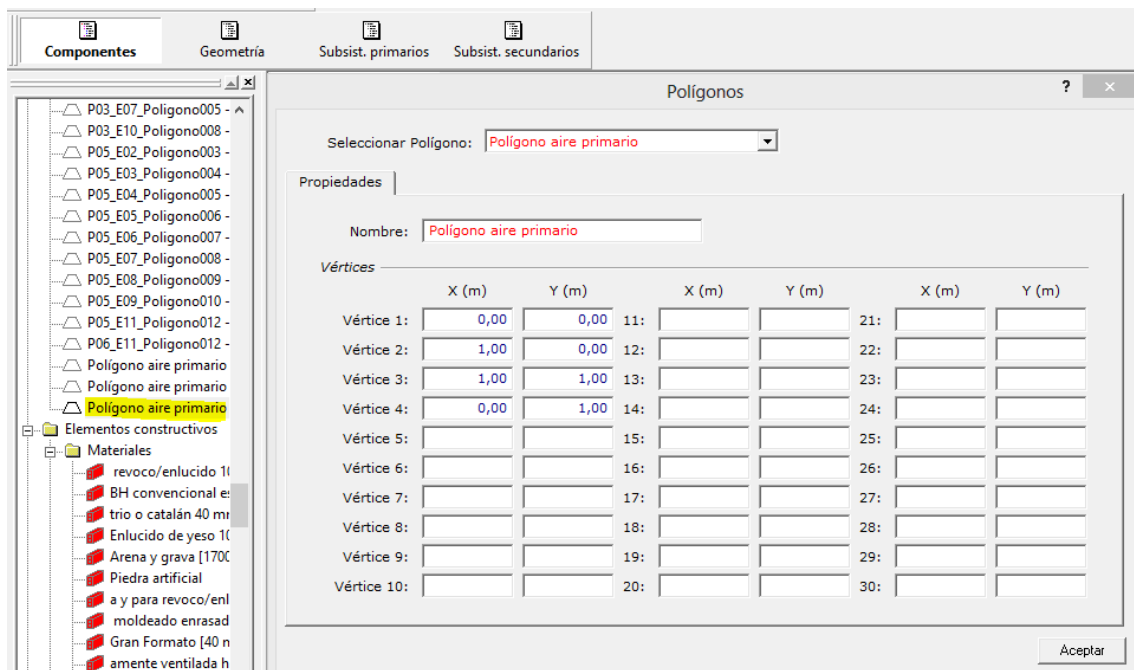 Componentes
Geometría
Subsist. primarios
Subsist. secundarios
P03_E07_Poligono005 -
P03_E10_Poligono008 -
P05_E02_Poligono003 -
P05_E03_Poligono004 -
P05_E04_Poligono005 -
P05_E05_Poligono006 -
P05_E06_Poligono007 -
P05_E07_Poligono008 -
P05_E08_Poligono009 -
P05_E09_Poligono010 -
P05_E11_Poligono012 -
P06_E11_Poligono012 -
Polígono aire primario
Polígono aire primario
Polígono aire primario
Elementos constructivos
Materiales
revoco/enlucido 10
BH convencional es
trio o catalán 40 mr
Enlucido de yeso 10
Arena y grava [1700
Piedra artificial
a y para revoco/enl
moldeado enrasad
Gran Formato [40 n
amente ventilada h
Polígonos
?
Seleccionar Polígono: Polígono aire primario
Propiedades
Nombre: Polígono aire primario
Vértices
X (m) Y (m) X (m) Y (m) X (m) Y (m)
Vértice 1: 0,00 0,00 11: 21:
Vértice 2: 1,00 0,00 12: 22:
Vértice 3: 1,00 1,00 13: 23:
Vértice 4: 0,00 1,00 14: 24:
Vértice 5: 15: 25:
Vértice 6: 16: 26:
Vértice 7: 17: 27:
Vértice 8: 18: 28:
Vértice 9: 19: 29:
Vértice 10: 20: 30:
Aceptar